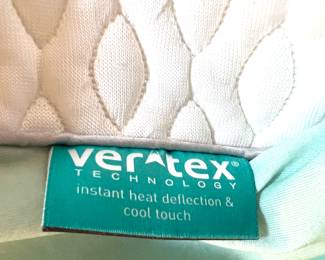 vertex®
TECHNOLOGY
instant heat deflection &
cool touch